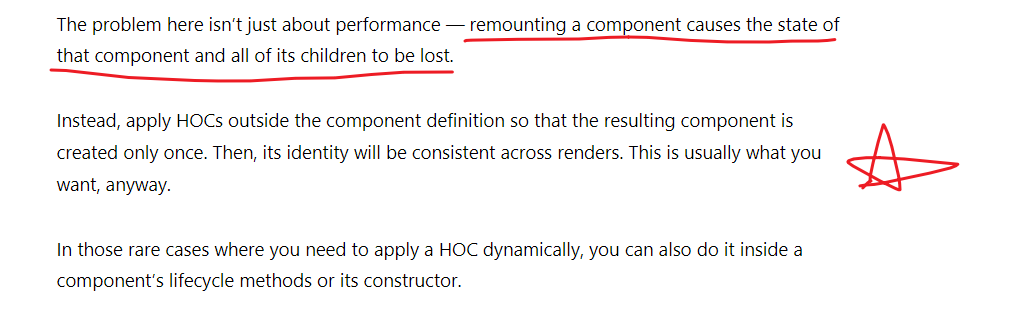 The problem here isn't just about performance — remounting a component causes the state of
that component and all of its children to be lost.
Instead, apply HOCs outside the component definition so that the resulting component is
created only once. Then, its identity will be consistent across renders. This is usually what you
want, anyway.
In those rare cases where you need to apply a HOC dynamically, you can also do it inside a
component's lifecycle methods or its constructor.